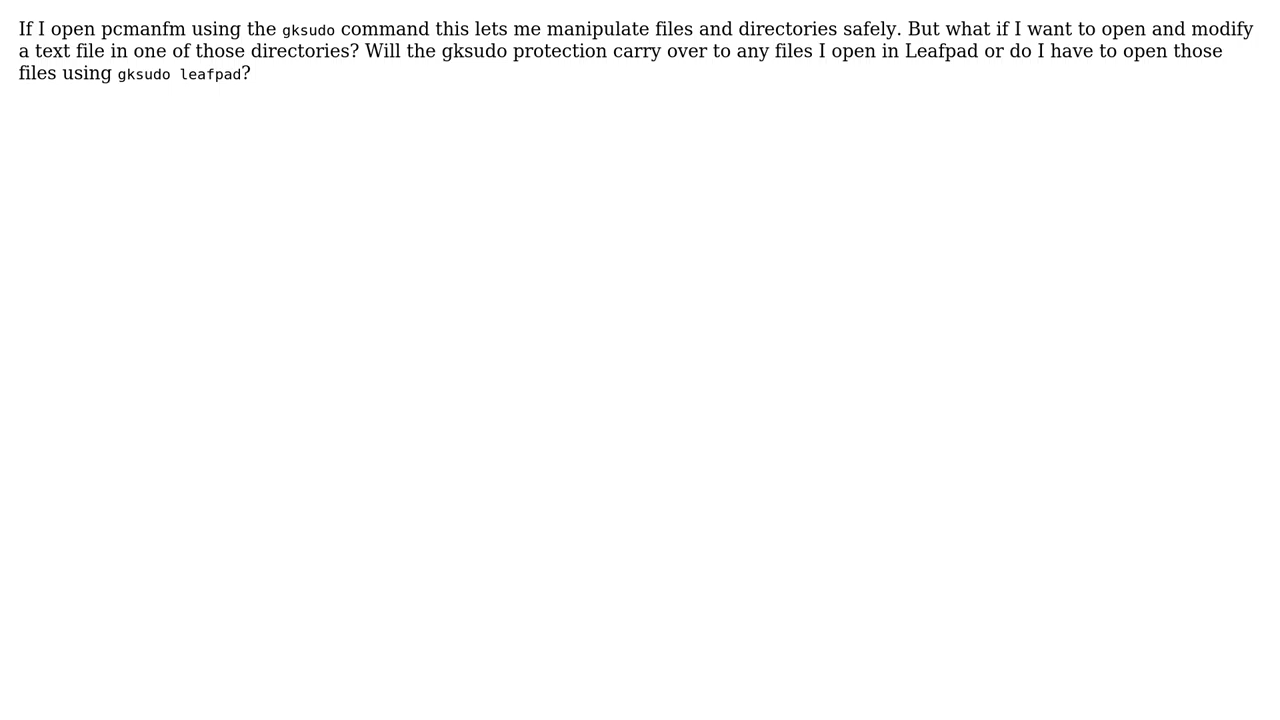 If I open pcmanfm using the gksudo command this lets me manipulate files and directories safely. But what if I want to open and modify
a text file in one of those directories? Will the gksudo protection carry over to any files I open in Leafpad or do I have to open those
files using gksudo leafpad?